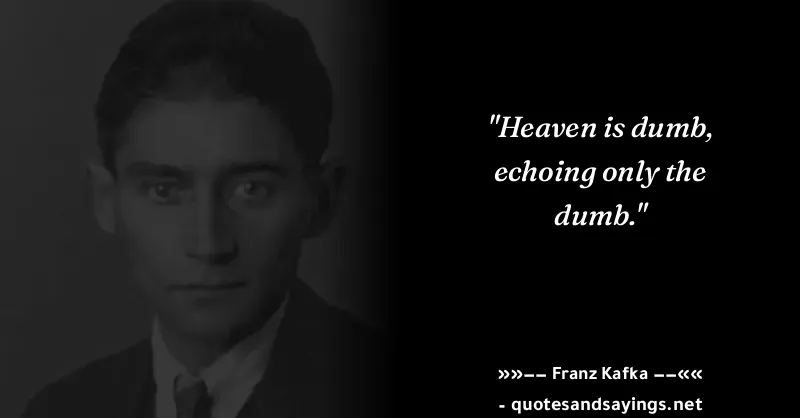 "Heaven is dumb,
echoing only the
dumb."
»»−− Franz Kafka −−««
- quotesandsayings.net